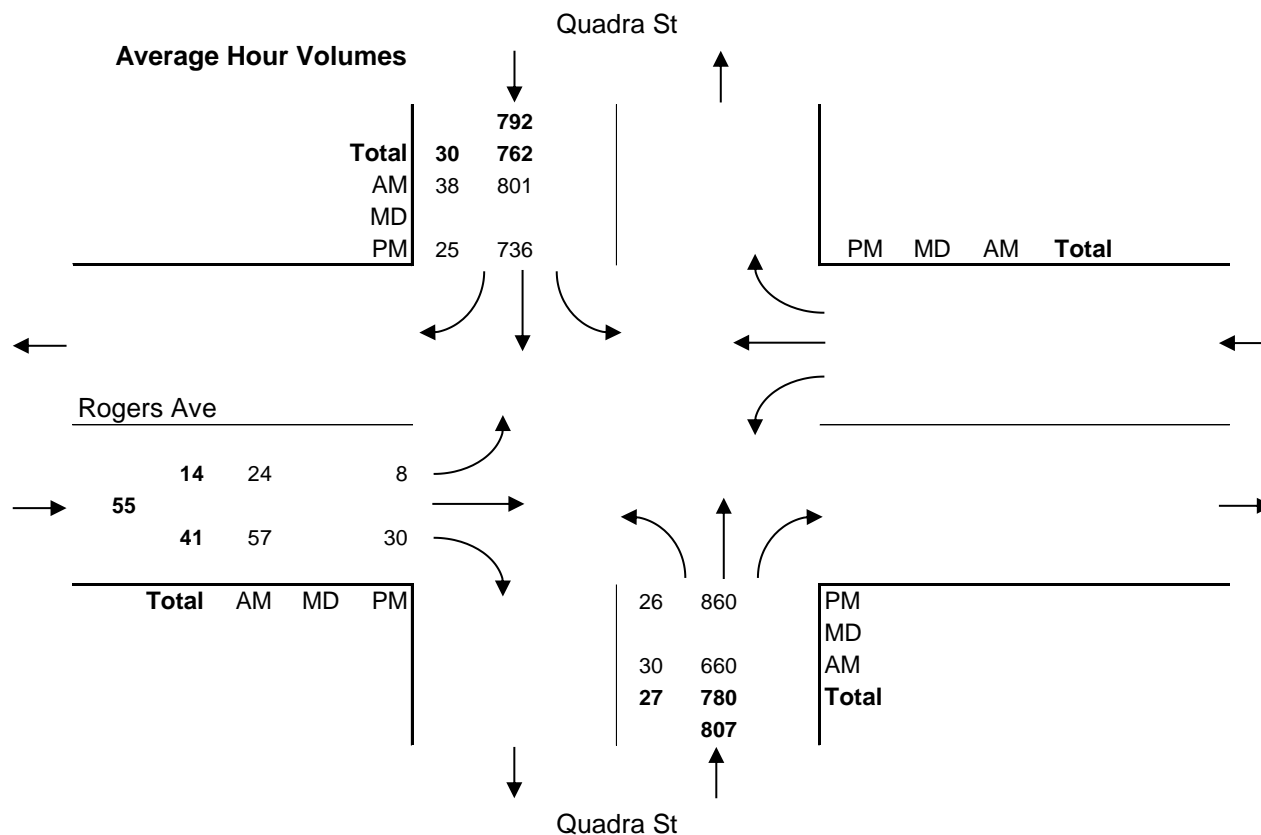 Quadra St
Average Hour Volumes
792
Total 30 762
AM 38 801
MD
PM 25 736
PM MD AM Total
Rogers Ave
14 24 8
55
41 57 30
Total AM MD PM
26 860 PM
MD
30 660 AM
27 780 Total
807
Quadra St